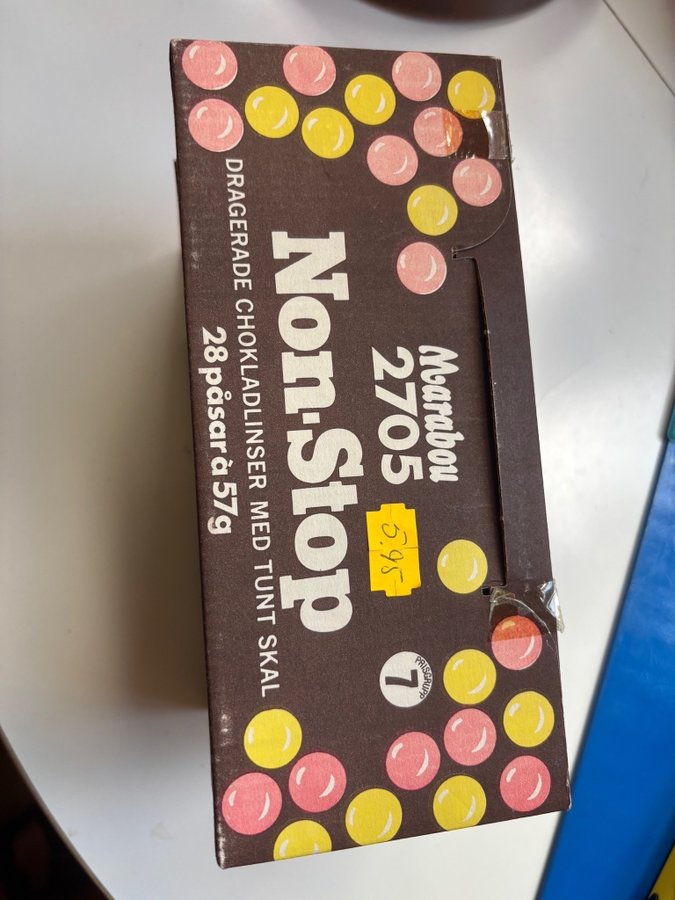 Marabou
2705
5.95
PRISGRUPP
7
Non-Stop
DRAGERADE CHOKLADLINSER MED TUNT SKAL
28 påsar à 57g